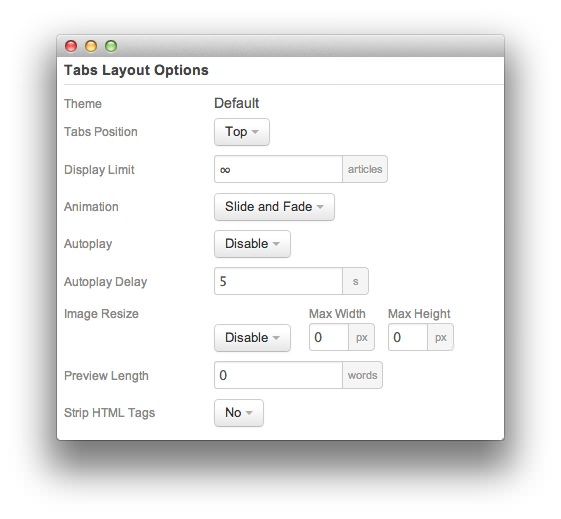 Tabs Layout Options
Theme Default
Tabs Position Top
Display Limit ∞ articles
Animation Slide and Fade
Autoplay Disable
Autoplay Delay 5 s
Image Resize Max Width Max Height
Disable 0 px 0 px
Preview Length 0 words
Strip HTML Tags No